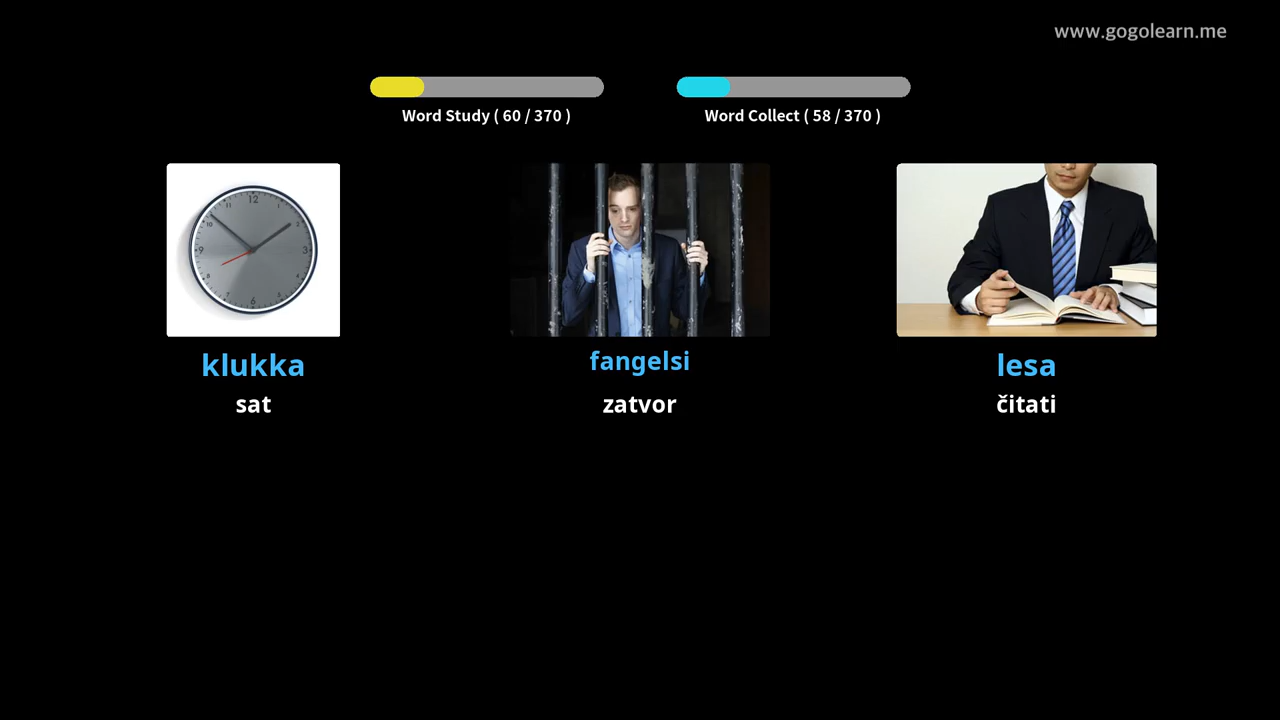 www.gogolearn.me
Word Study ( 60 / 370 )
Word Collect ( 58 / 370 )
klukka
sat
fangelsi
zatvor
lesa
čitati